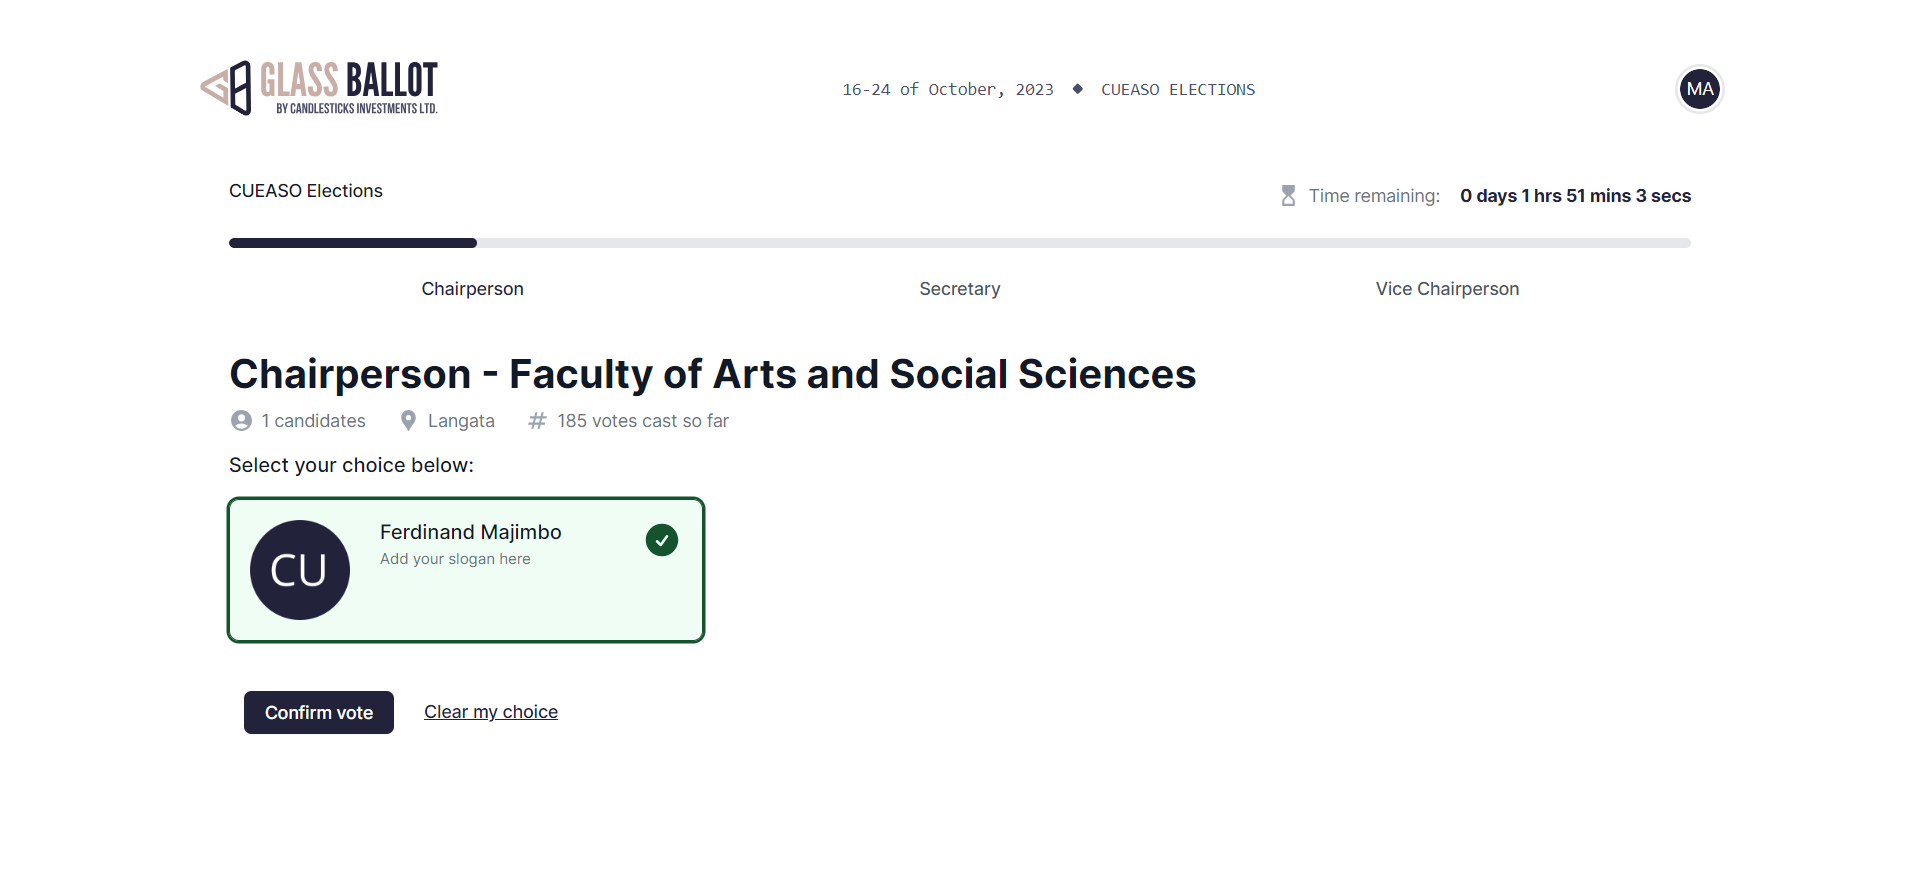 GLASS BALLOT
BY CANDLESTICKS INVESTMENTS LTD.
16-24 of October, 2023 ◆ CUEASO ELECTIONS
MA
CUEASO Elections
Time remaining: 0 days 1 hrs 51 mins 3 secs
Chairperson Secretary Vice Chairperson
Chairperson - Faculty of Arts and Social Sciences
1 candidates Langata # 185 votes cast so far
Select your choice below:
CU
Ferdinand Majimbo
Add your slogan here
Confirm vote Clear my choice